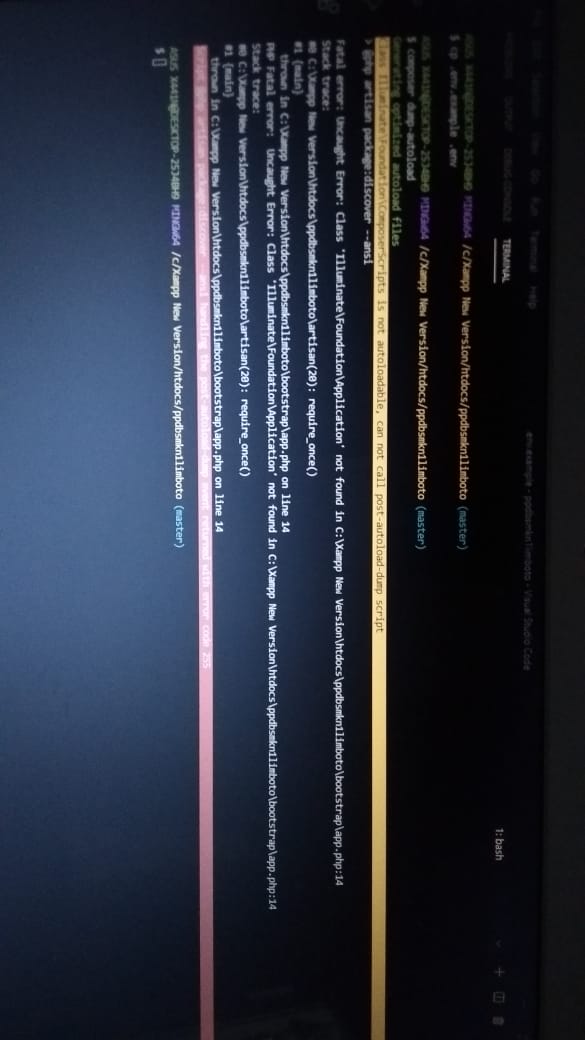 Selection View Go Run Terminal Help
.env.example - ppdbsmkn1limboto - Visual Studio Code
PROBLEMS OUTPUT DEBUG CONSOLE TERMINAL
1: bash
ASUS X441N@DESKTOP-2534BH9 MINGW64 /c/Xampp New Version/htdocs/ppdbsmkn1limboto (master)
$ cp .env.example .env
ASUS X441N@DESKTOP-2534BH9 MINGW64 /c/Xampp New Version/htdocs/ppdbsmkn1limboto (master)
$ composer dump-autoload
Generating optimized autoload files
Class Illuminate\Foundation\ComposerScripts is not autoloadable, can not call post-autoload-dump script
> @php artisan package:discover --ansi
Fatal error: Uncaught Error: Class 'Illuminate\Foundation\Application' not found in C:\Xampp New Version\htdocs\ppdbsmkn1limboto\bootstrap\app.php:14
Stack trace:
#0 C:\Xampp New Version\htdocs\ppdbsmkn1limboto\artisan(20): require_once()
#1 {main}
thrown in C:\Xampp New Version\htdocs\ppdbsmkn1limboto\bootstrap\app.php on line 14
PHP Fatal error:  Uncaught Error: Class 'Illuminate\Foundation\Application' not found in C:\Xampp New Version\htdocs\ppdbsmkn1limboto\bootstrap\app.php:14
Stack trace:
#0 C:\Xampp New Version\htdocs\ppdbsmkn1limboto\artisan(20): require_once()
#1 {main}
thrown in C:\Xampp New Version\htdocs\ppdbsmkn1limboto\bootstrap\app.php on line 14
Script @php artisan package:discover --ansi handling the post-autoload-dump event returned with error code 255
ASUS X441N@DESKTOP-2534BH9 MINGW64 /c/Xampp New Version/htdocs/ppdbsmkn1limboto (master)
$